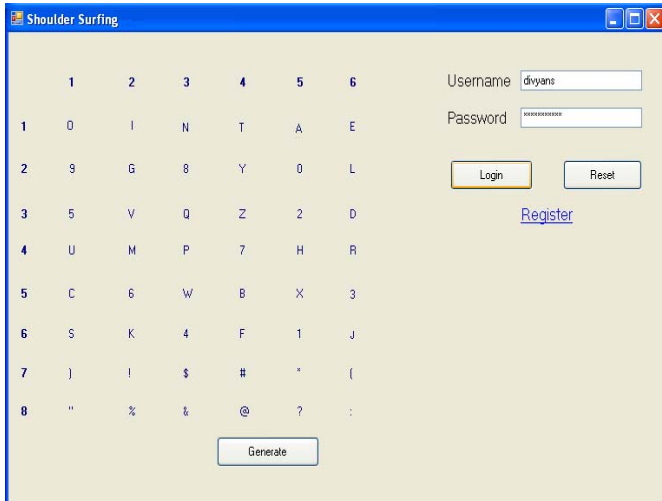 Shoulder Surfing
1 2 3 4 5 6
1 O I N T A E
2 9 G 8 Y 0 L
3 5 V Q Z 2 D
4 U M P 7 H R
5 C 6 W B X 3
6 S K 4 F 1 J
7 ) ! $ # * (
8 " % & @ ? :
Generate
Username divyans
Password ***********
Login Reset
Register